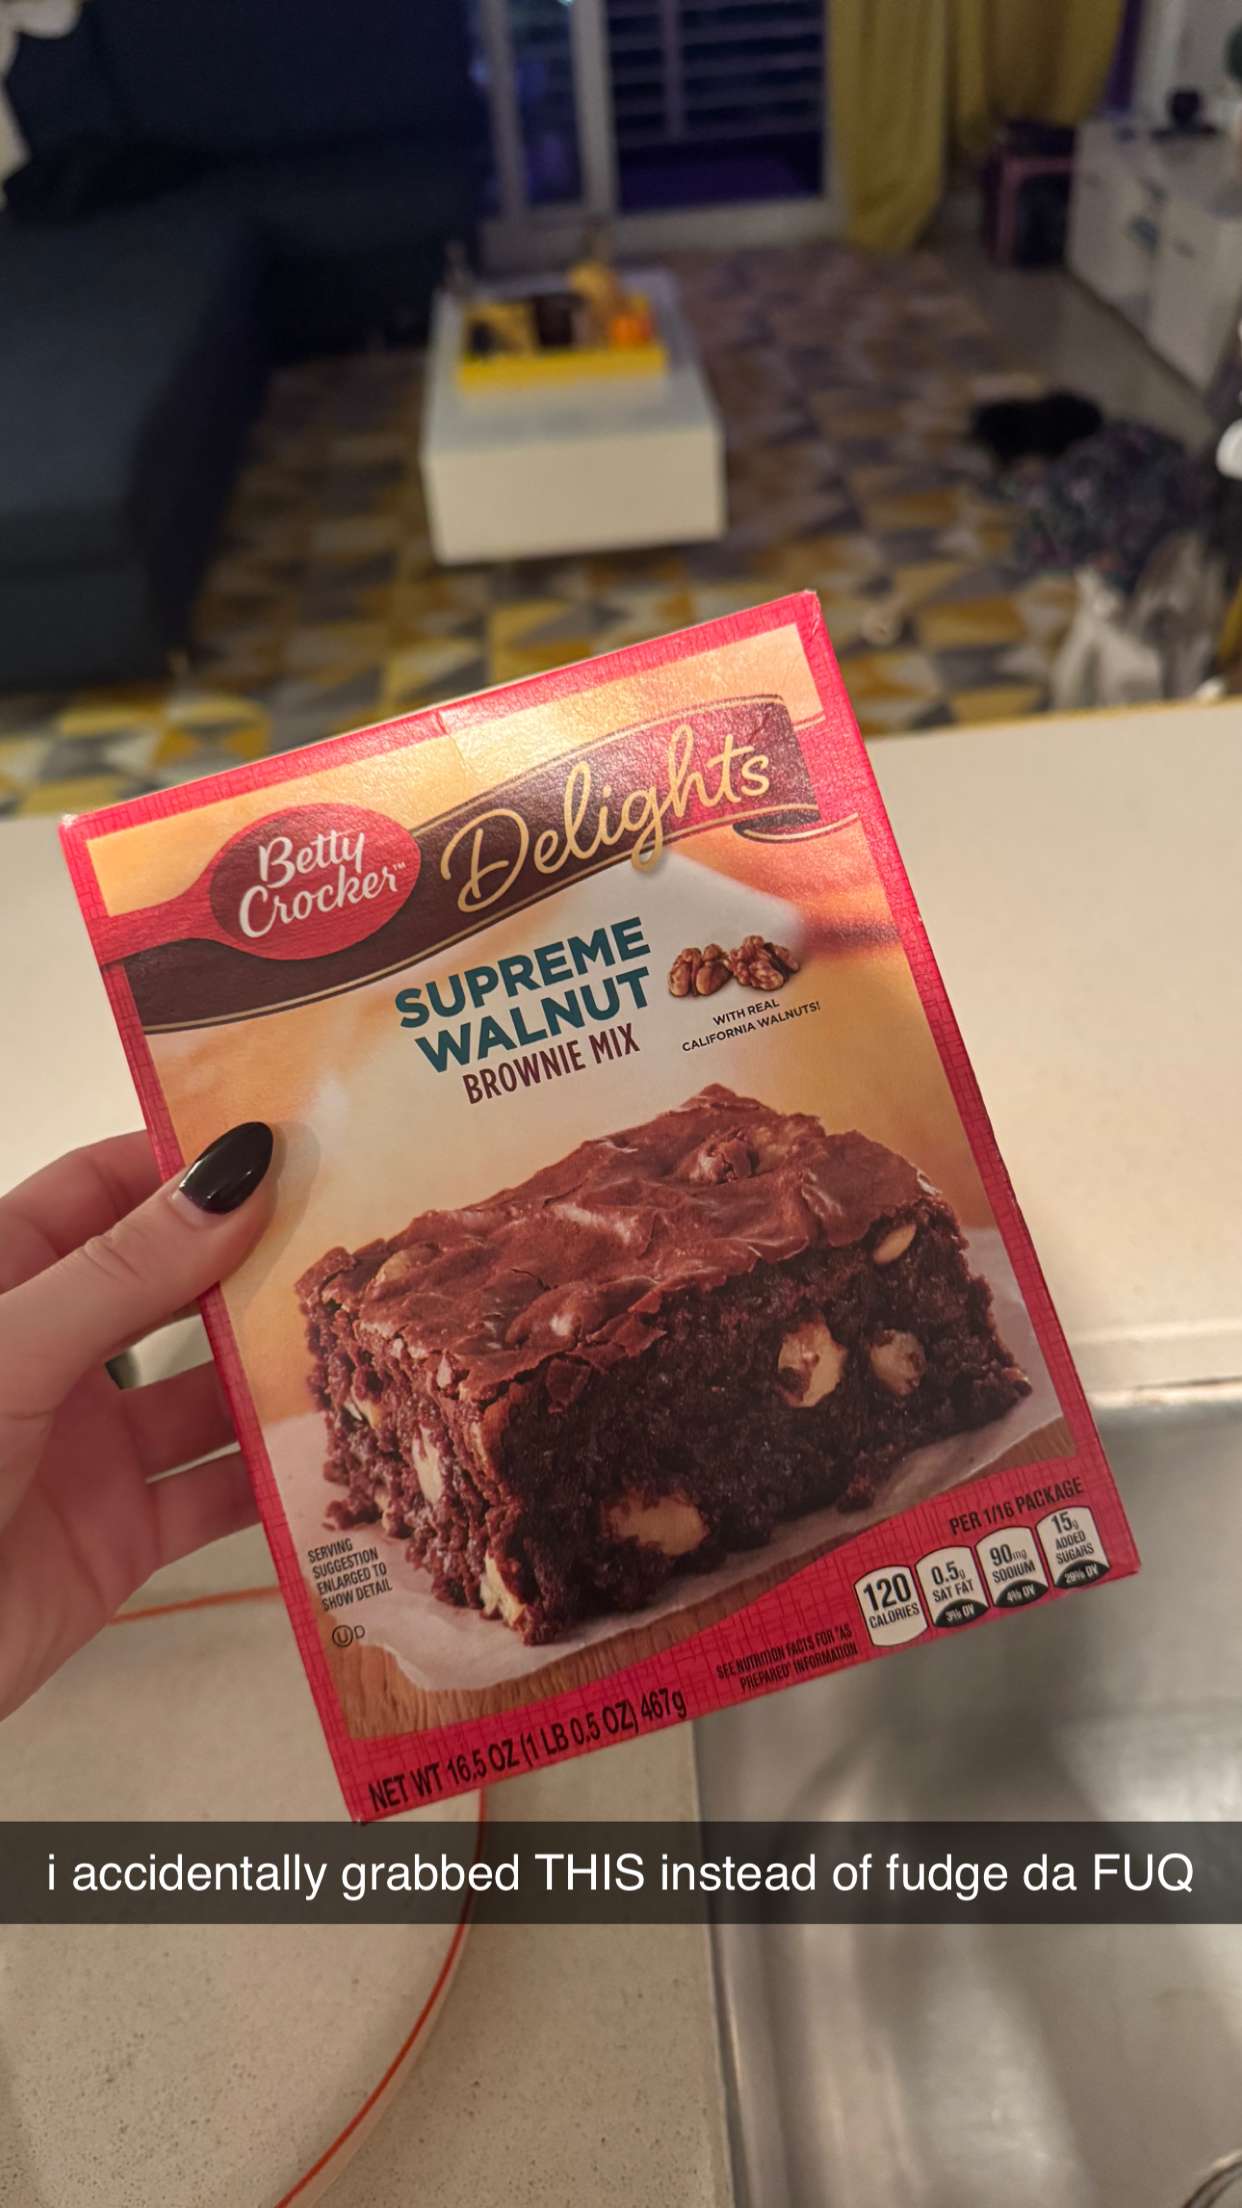 Betty
Crocker™
Delights
SUPREME
WALNUT
BROWNIE MIX
WITH REAL
CALIFORNIA WALNUTS!
SERVING
SUGGESTION
ENLARGED TO
SHOW DETAIL
ⓊD
PER 1/16 PACKAGE
120
CALORIES
0.5g
SAT FAT
3% DV
90mg
SODIUM
4% DV
15g
ADDED
SUGARS
29% DV
SEE NUTRITION FACTS FOR "AS
PREPARED" INFORMATION
NET WT 16.5 OZ (1 LB 0.5 OZ) 467g
i accidentally grabbed THIS instead of fudge da FUQ